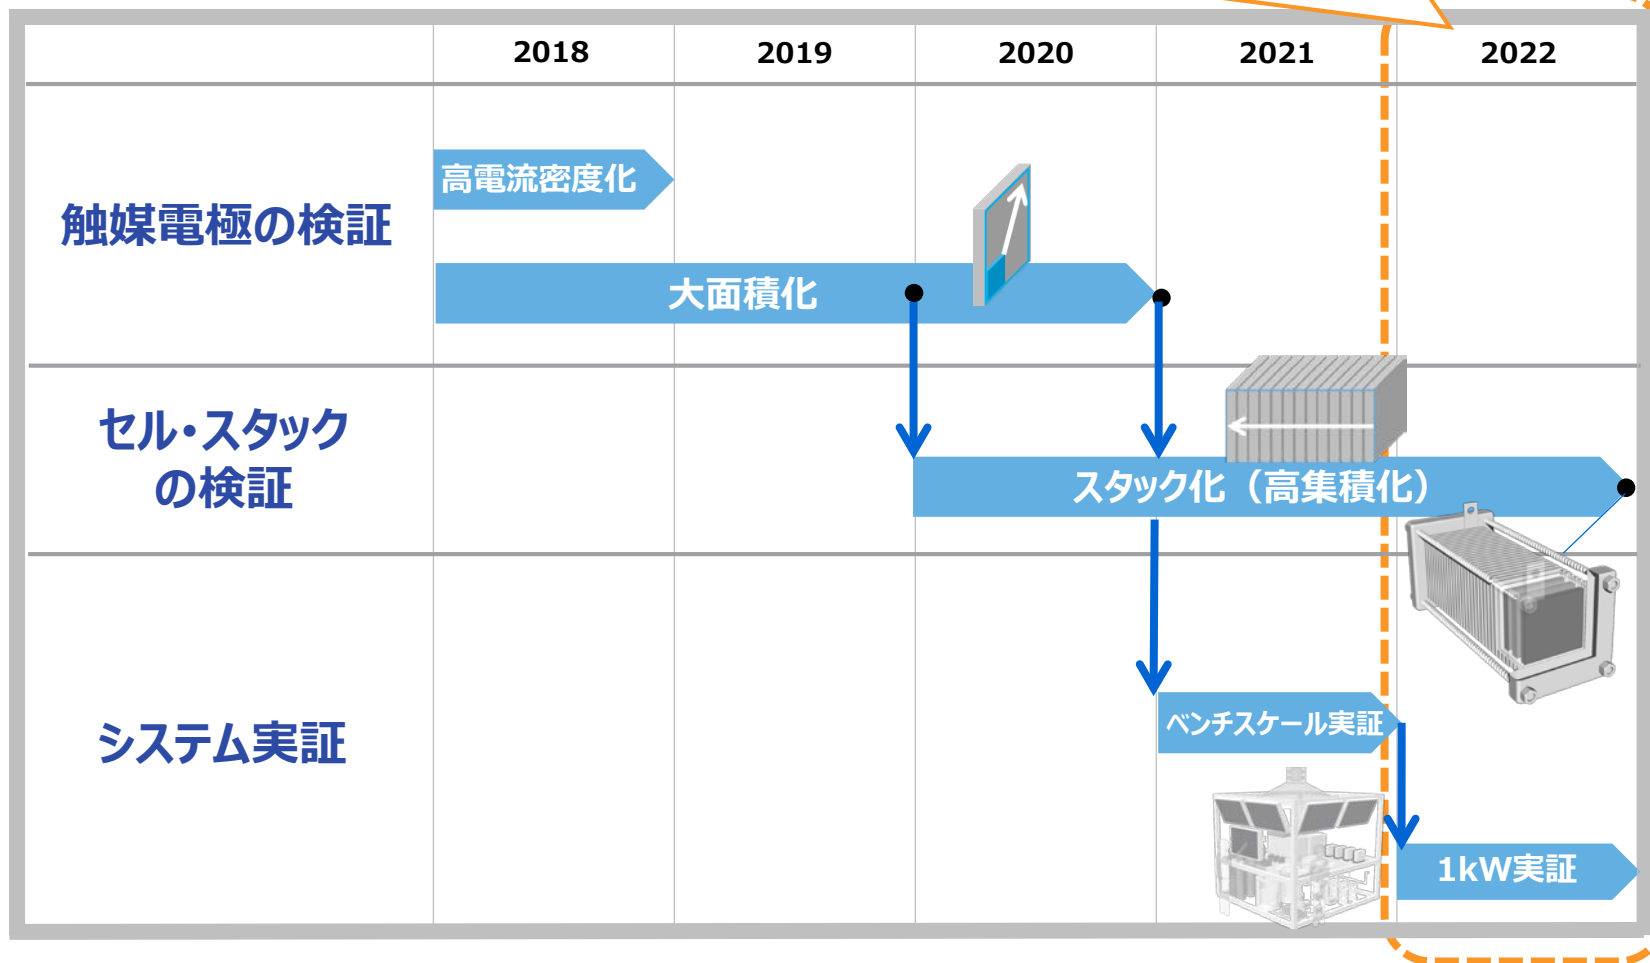 2018 2019 2020 2021 2022
触媒電極の検証
高電流密度化
大面積化
セル・スタック
の検証
スタック化（高集積化）
システム実証
ベンチスケール実証
1kW実証